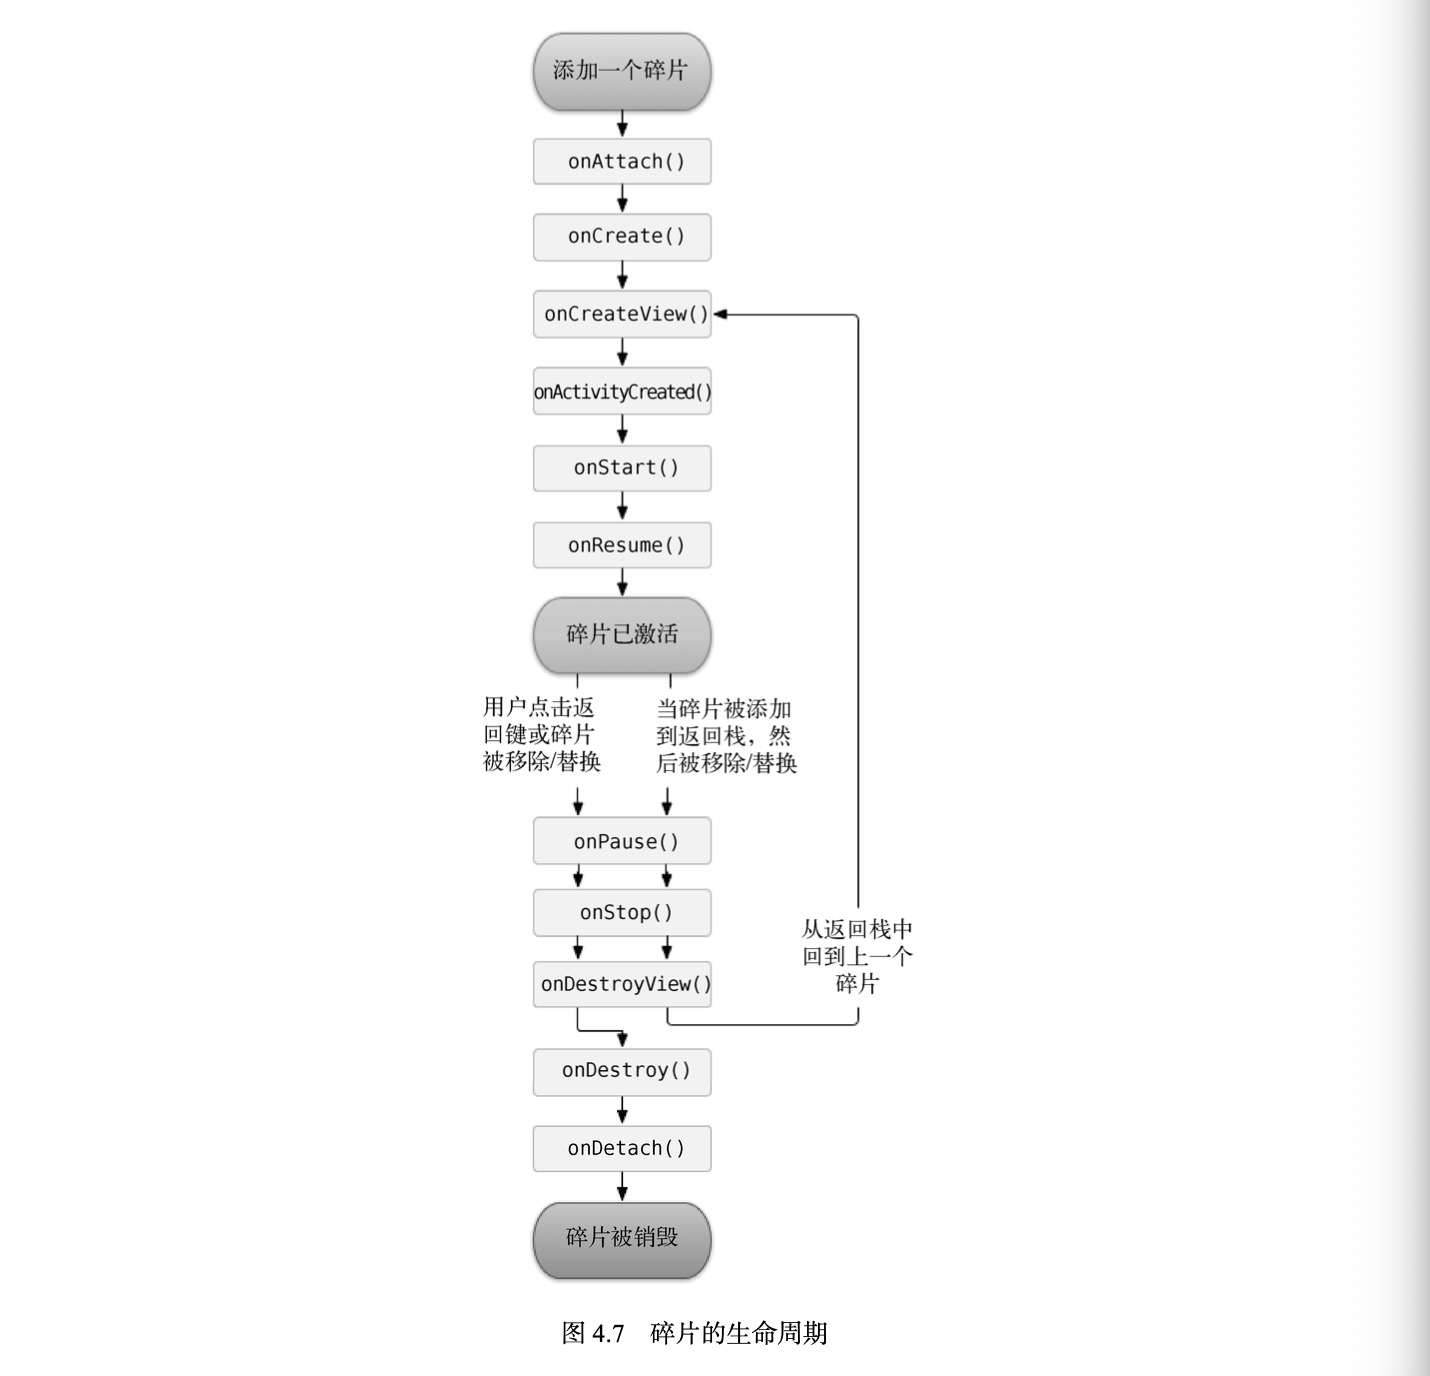 添加一个碎片
onAttach()
onCreate()
onCreateView()
onActivityCreated()
onStart()
onResume()
碎片已激活
用户点击返
回键或碎片
被移除/替换
当碎片被添加
到返回栈，然
后被移除/替换
onPause()
onStop()
onDestroyView()
从返回栈中
回到上一个
碎片
onDestroy()
onDetach()
碎片被销毁
图 4.7 碎片的生命周期